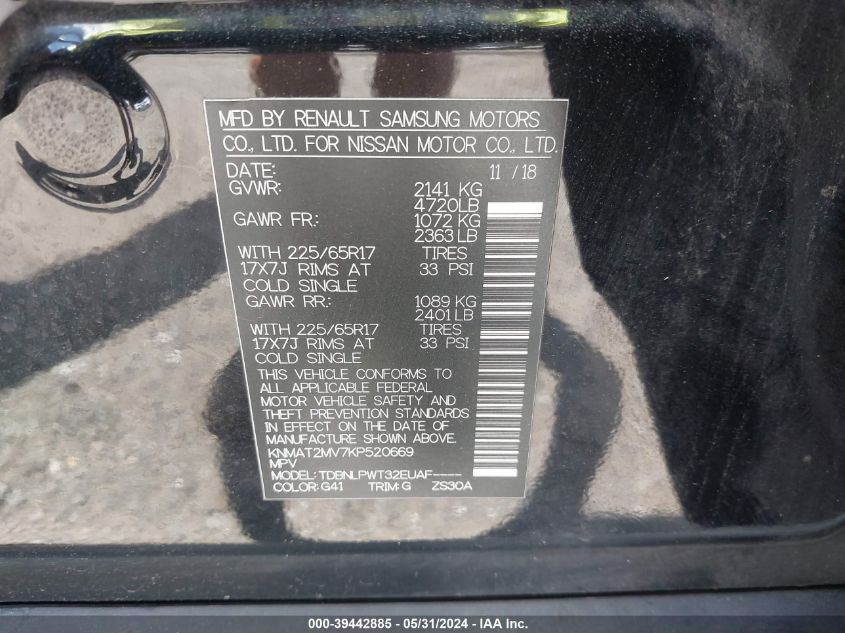 MFD BY RENAULT SAMSUNG MOTORS
CO., LTD. FOR NISSAN MOTOR CO., LTD.
DATE: 11 / 18
GVWR: 2141 KG
4720LB
GAWR FR: 1072 KG
2363 LB
WITH 225/65R17 TIRES
17X7J RIMS AT 33 PSI
COLD SINGLE
GAWR RR: 1089 KG
2401 LB
WITH 225/65R17 TIRES
17X7J RIMS AT 33 PSI
COLD SINGLE
THIS VEHICLE CONFORMS TO
ALL APPLICABLE FEDERAL
MOTOR VEHICLE SAFETY AND
THEFT PREVENTION STANDARDS
IN EFFECT ON THE DATE OF
MANUFACTURE SHOWN ABOVE.
KNMAT2MV7KP520669
MPV
MODEL:TDBNLPWT32EUAF----
COLOR:G41 TRIM:G ZS30A
000-39442885 - 05/31/2024 - IAA Inc.